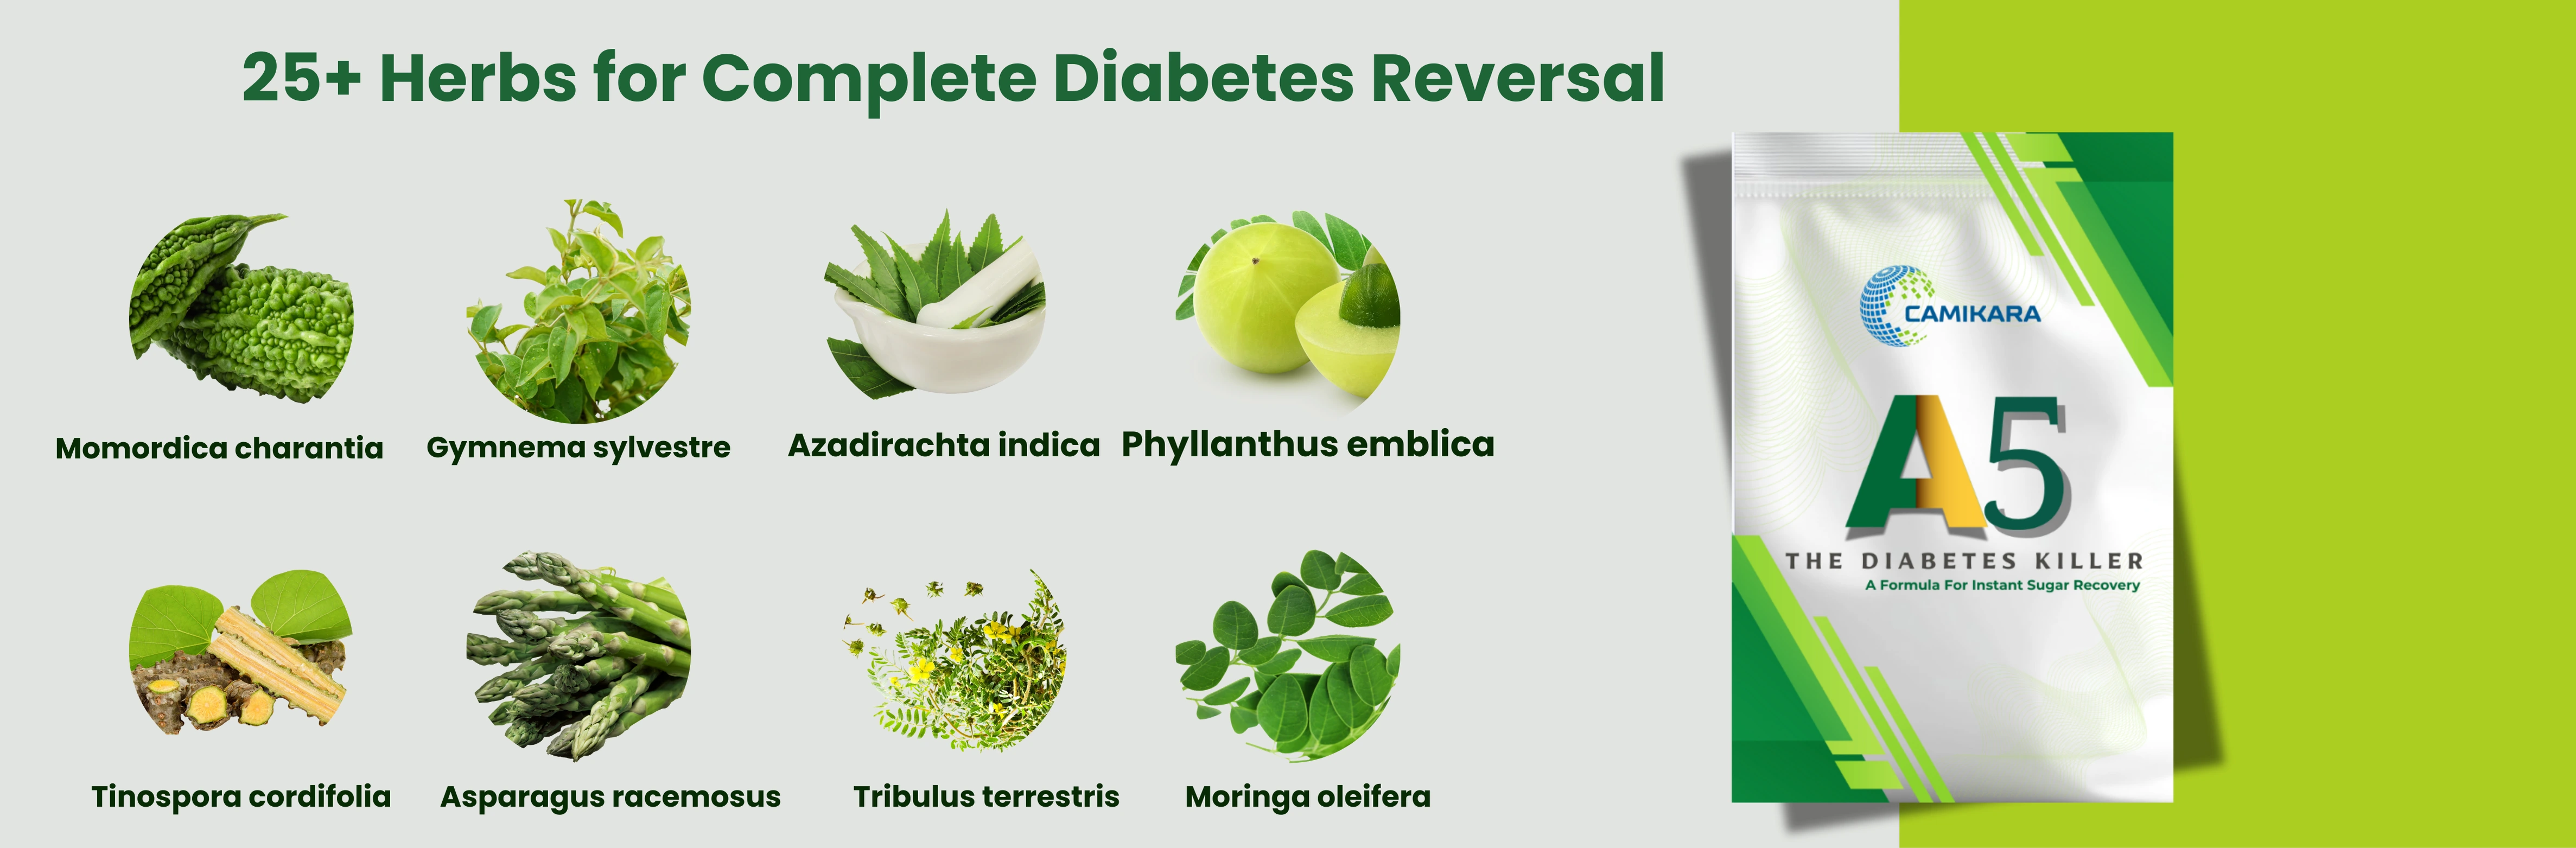 25+ Herbs for Complete Diabetes Reversal
Momordica charantia
Gymnema sylvestre
Azadirachta indica
Phyllanthus emblica
Tinospora cordifolia
Asparagus racemosus
Tribulus terrestris
Moringa oleifera
CAMIKARA
A5
THE DIABETES KILLER
A Formula For Instant Sugar Recovery